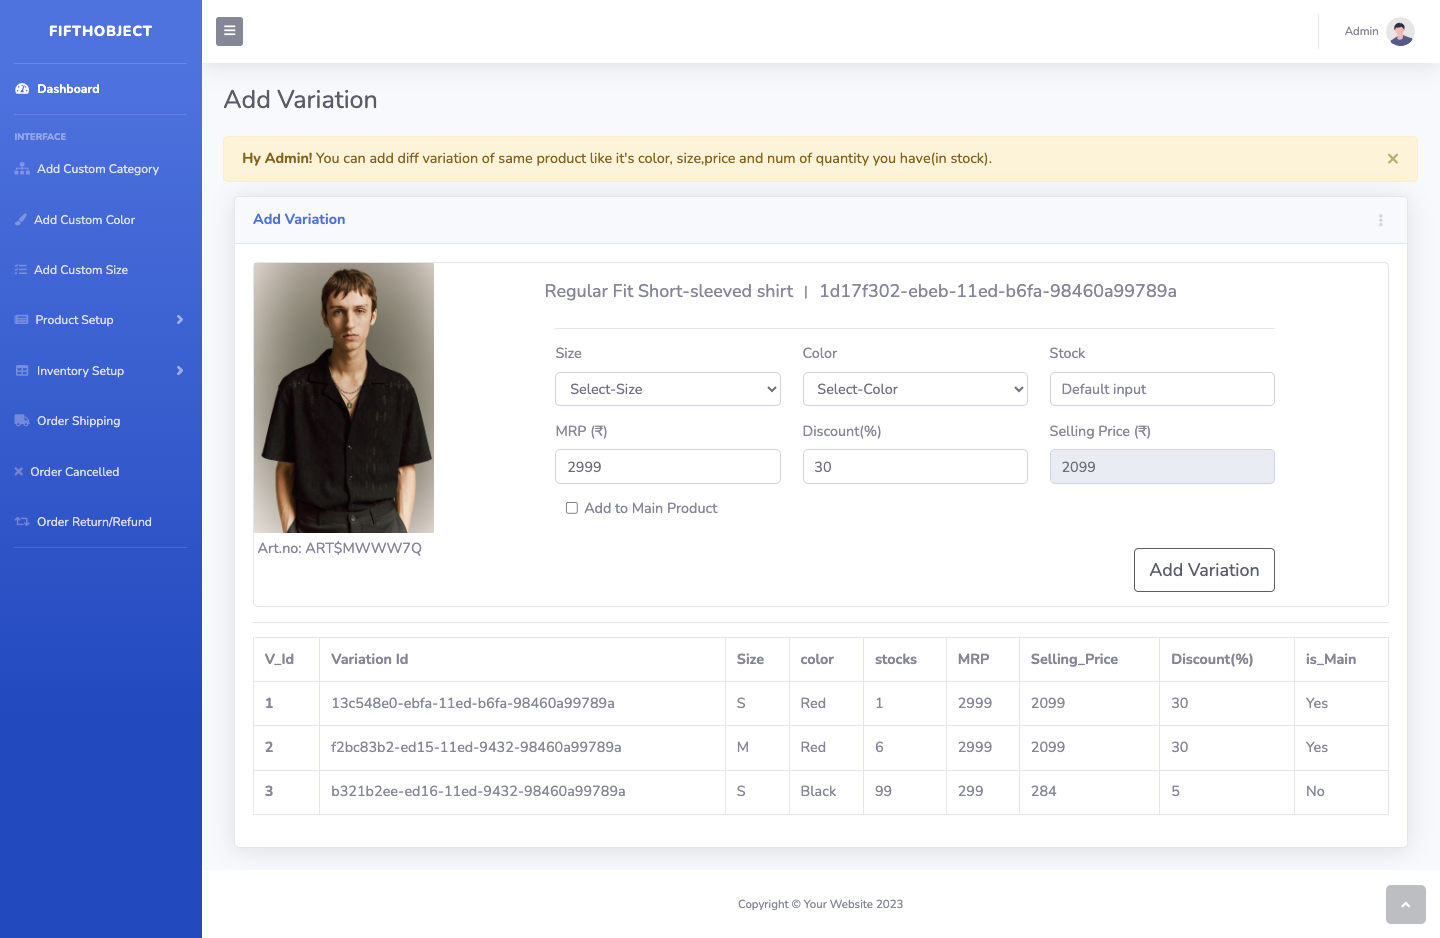 FIFTHOBJECT
Admin
Dashboard
INTERFACE
Add Custom Category
Add Custom Color
Add Custom Size
Product Setup
Inventory Setup
Order Shipping
Order Cancelled
Order Return/Refund
Add Variation
Hy Admin! You can add diff variation of same product like it's color, size,price and num of quantity you have(in stock). ×
Add Variation
Regular Fit Short-sleeved shirt | 1d17f302-ebeb-11ed-b6fa-98460a99789a
Size Color Stock
Select-Size Select-Color Default input
MRP (₹) Discount(%) Selling Price (₹)
2999 30 2099
Add to Main Product
Art.no: ART$MWWW7Q
Add Variation
V_Id Variation Id Size color stocks MRP Selling_Price Discount(%) is_Main
1 13c548e0-ebfa-11ed-b6fa-98460a99789a S Red 1 2999 2099 30 Yes
2 f2bc83b2-ed15-11ed-9432-98460a99789a M Red 6 2999 2099 30 Yes
3 b321b2ee-ed16-11ed-9432-98460a99789a S Black 99 299 284 5 No
Copyright © Your Website 2023